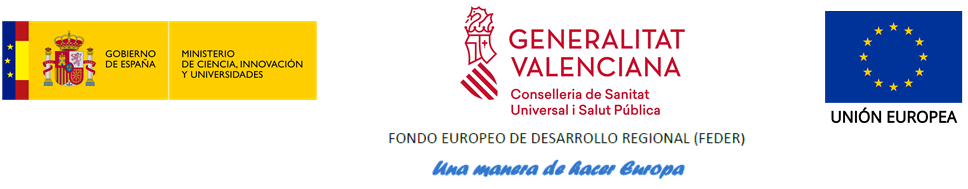 GOBIERNO
DE ESPAÑA
MINISTERIO
DE CIENCIA, INNOVACIÓN
Y UNIVERSIDADES
GENERALITAT
VALENCIANA
Conselleria de Sanitat
Universal i Salut Pública
UNIÓN EUROPEA
FONDO EUROPEO DE DESARROLLO REGIONAL (FEDER)
Una manera de hacer Europa